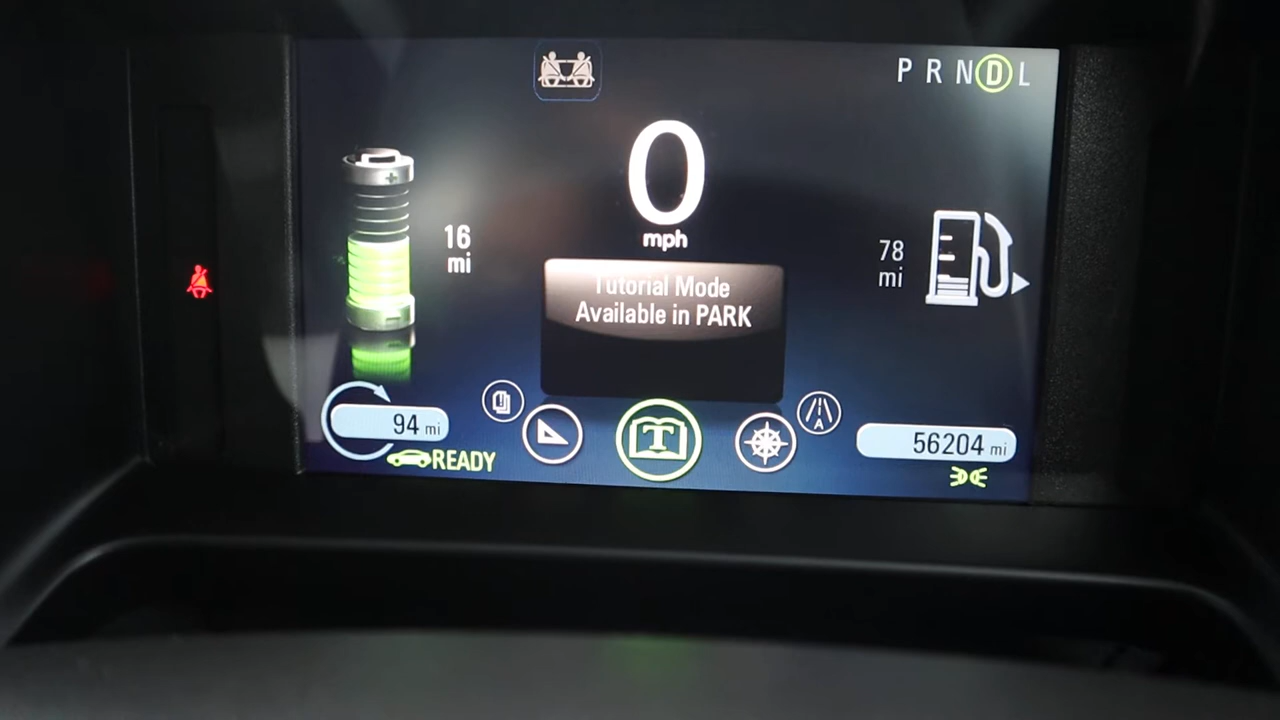 P R N D L
0
mph
16
mi
78
mi
Tutorial Mode
Available in PARK
94 mi
T
A
56204 mi
READY